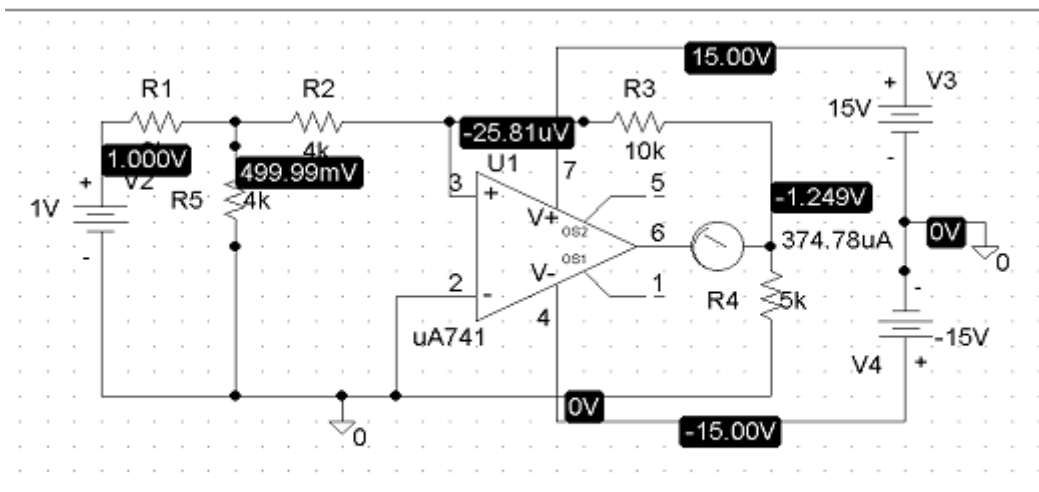 15.00V
R1
R2
R3
V3
15V
-25.81uV
10k
1.000V
4k
499.99mV
U1
7
V2
1V
R5
4k
3
+
5
-1.249V
V+
OS2
6
374.78uA
0V
0
OS1
V-
2
-
1
R4
5k
4
uA741
-15V
V4
0V
0
-15.00V